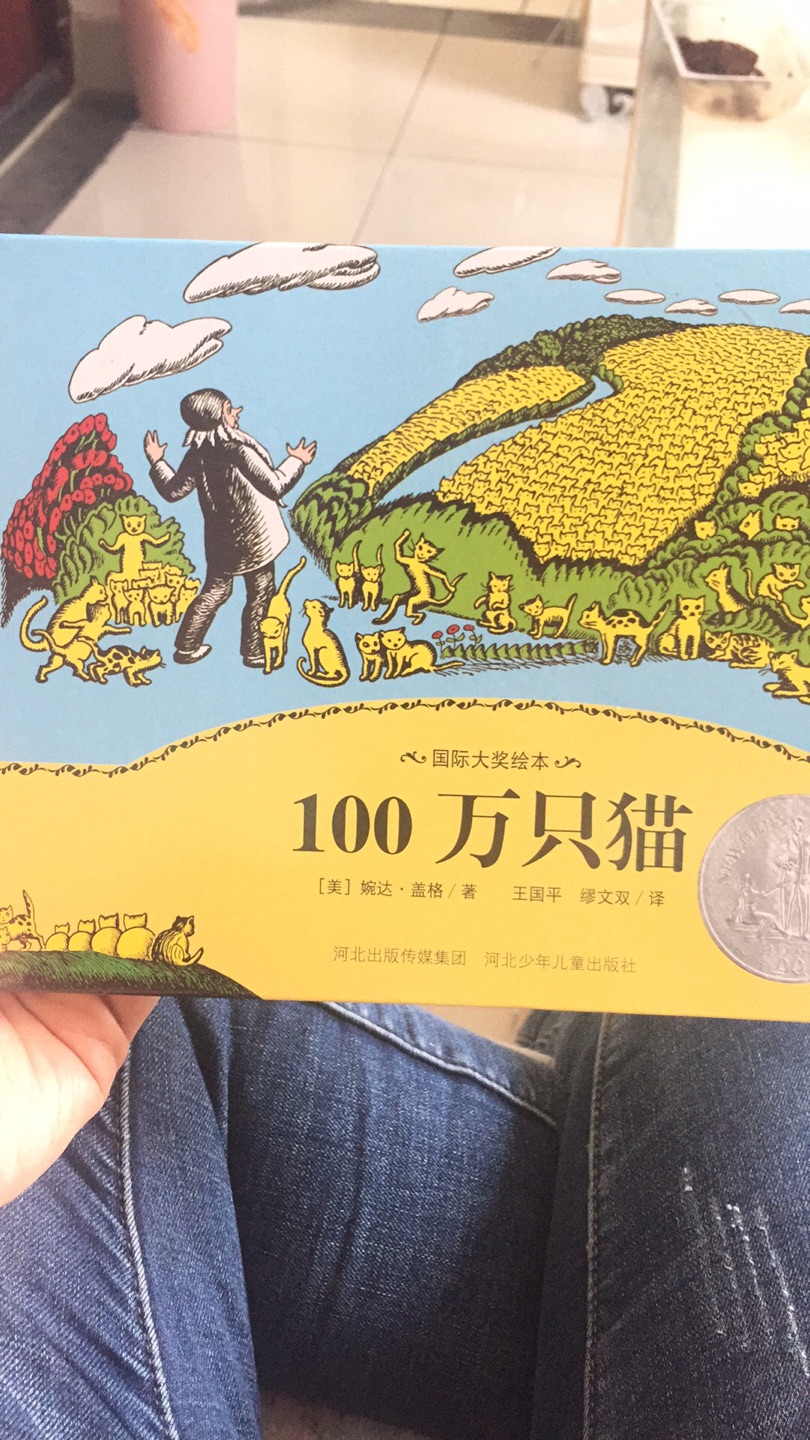 国际大奖绘本
100 万只猫
［美］婉达·盖格 / 著 王国平 缪文双 / 译
河北出版传媒集团 河北少年儿童出版社